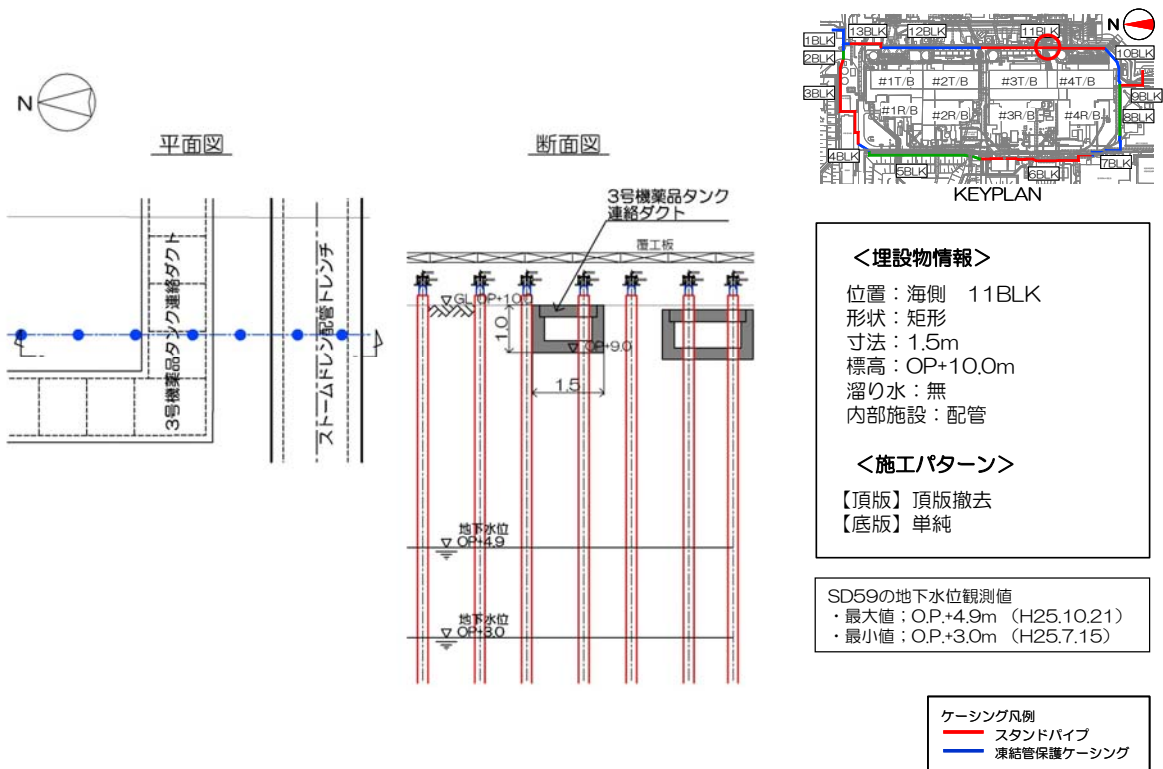 N
平面図
3号機薬品タンク連絡ダクト
ストームドレン配管トレンチ
断面図
3号機薬品タンク
連絡ダクト
覆工板
GL OP+10.0
1.0
OP+9.0
1.5
地下水位
OP+4.9
地下水位
OP+3.0
N
1BLK
13BLK
12BLK
11BLK
10BLK
2BLK
3BLK
#1T/B
#2T/B
#3T/B
#4T/B
9BLK
#1R/B
#2R/B
#3R/B
#4R/B
8BLK
4BLK
5BLK
6BLK
7BLK
KEYPLAN
＜埋設物情報＞
位置：海側　11BLK
形状：矩形
寸法：1.5m
標高：OP+10.0m
溜り水：無
内部施設：配管
＜施工パターン＞
【頂版】頂版撤去
【底版】単純
SD59の地下水位観測値
・最大値；O.P.+4.9m （H25.10.21）
・最小値；O.P.+3.0m （H25.7.15）
ケーシング凡例
スタンドパイプ
凍結管保護ケーシング